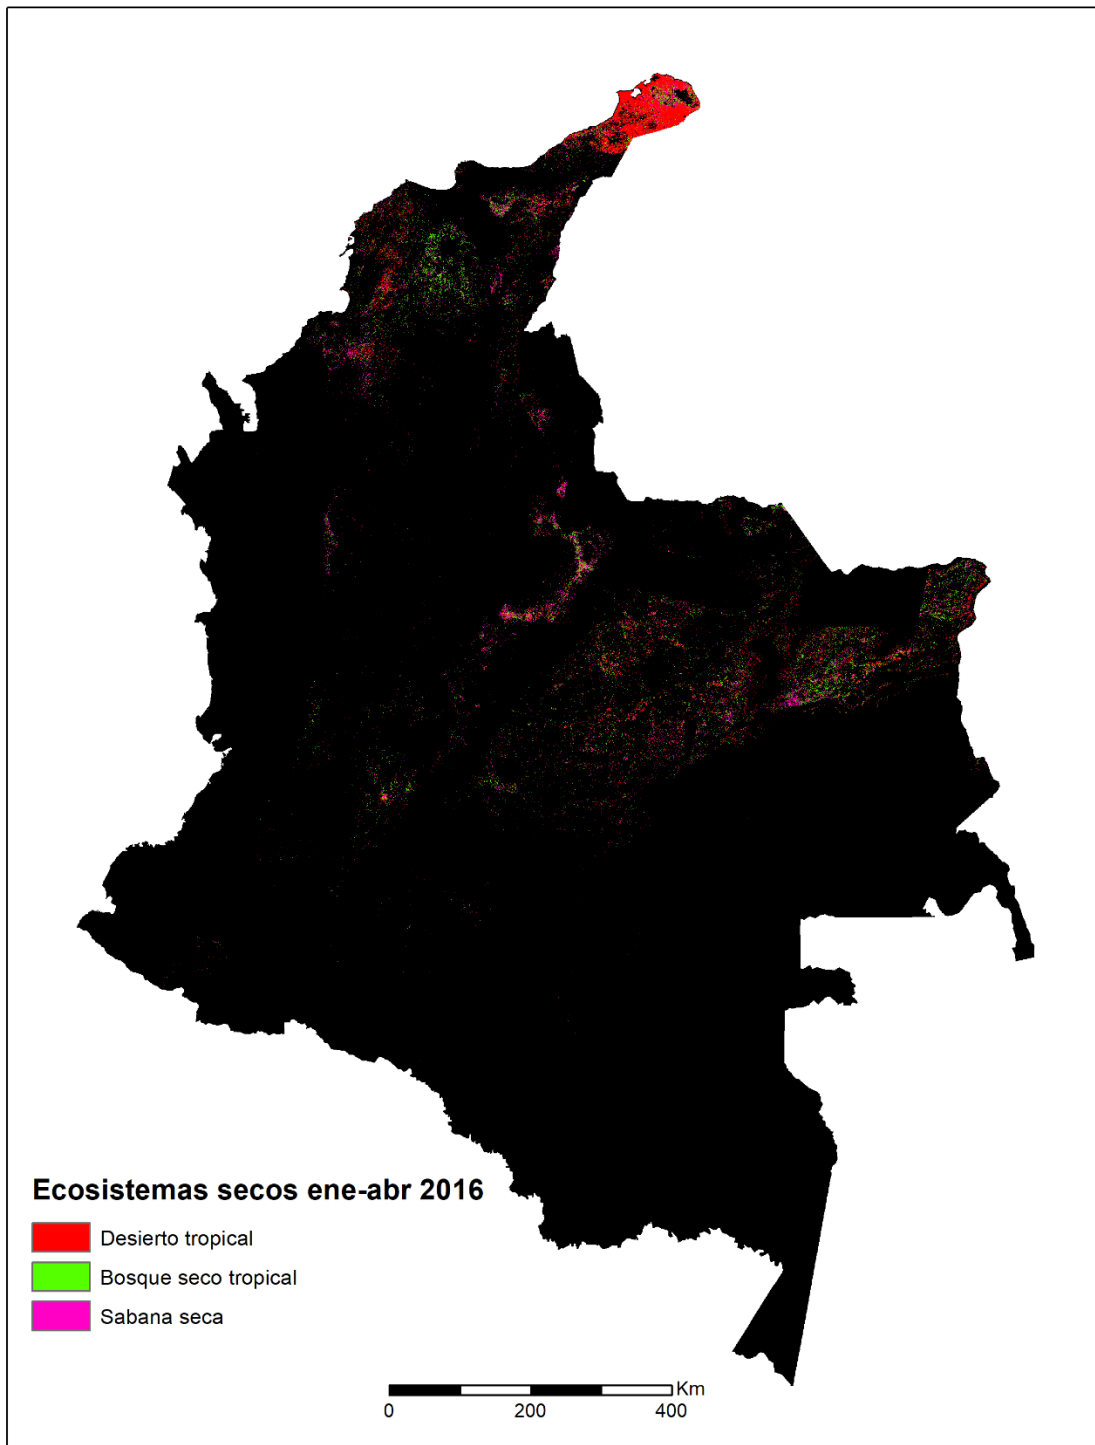 Ecosistemas secos ene-abr 2016
Desierto tropical
Bosque seco tropical
Sabana seca
Km
0 200 400